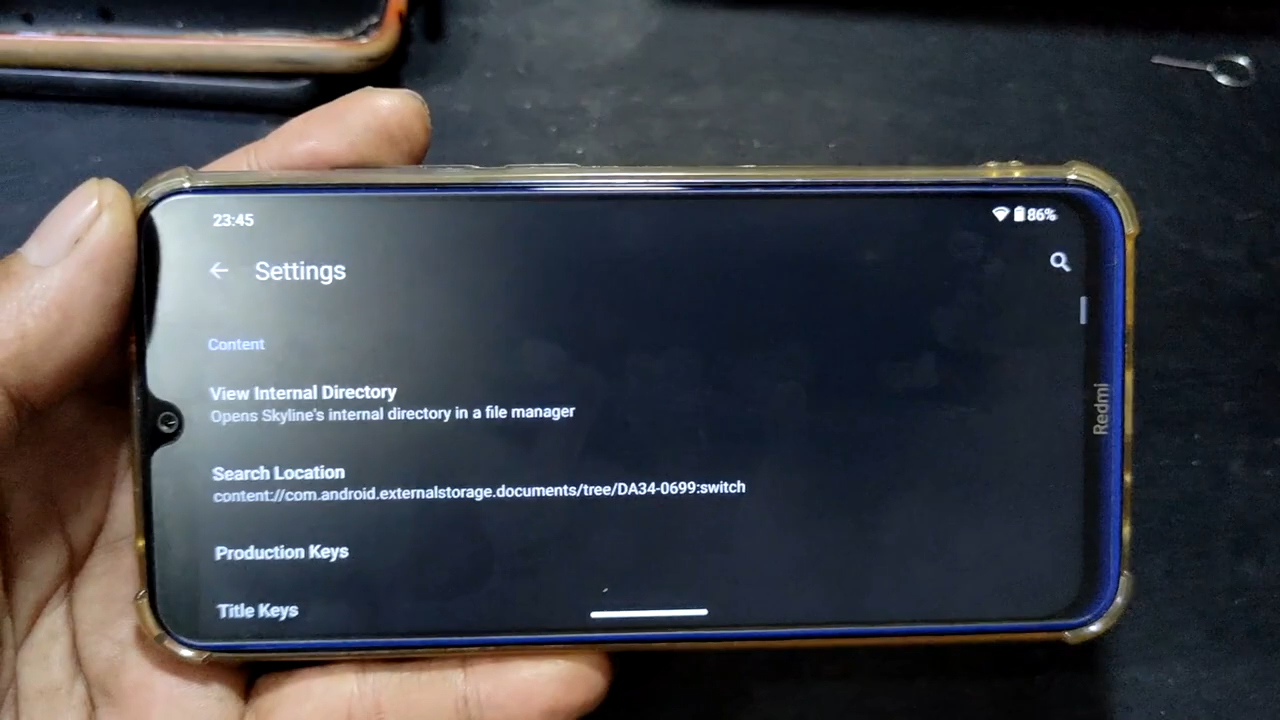 23:45
86%
Settings
Content
View Internal Directory
Opens Skyline's internal directory in a file manager
Search Location
content://com.android.externalstorage.documents/tree/DA34-0699:switch
Production Keys
Title Keys
Redmi